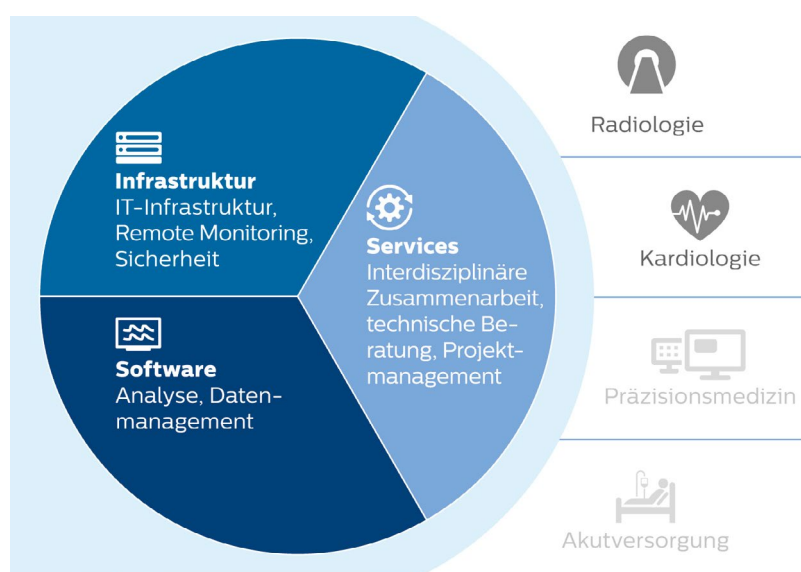 Infrastruktur
IT-Infrastruktur,
Remote Monitoring,
Sicherheit
Software
Analyse, Daten-
management
Services
Interdisziplinäre
Zusammenarbeit,
technische Be-
ratung, Projekt-
management
Radiologie
Kardiologie
Präzisionsmedizin
Akutversorgung